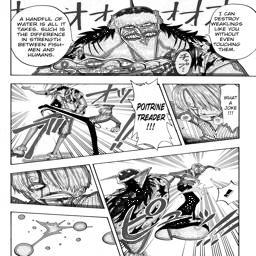 A HANDFUL OF
WATER IS ALL IT
TAKES. SUCH IS
THE DIFFERENCE
IN STRENGTH
BETWEEN FISH-
MEN AND
HUMANS.
I CAN
DESTROY
WEAKLINGS
LIKE YOU
WITHOUT
EVEN
TOUCHING
THEM.
POITRINE
TREADER
!!!
WHAT
A JOKE
!!!